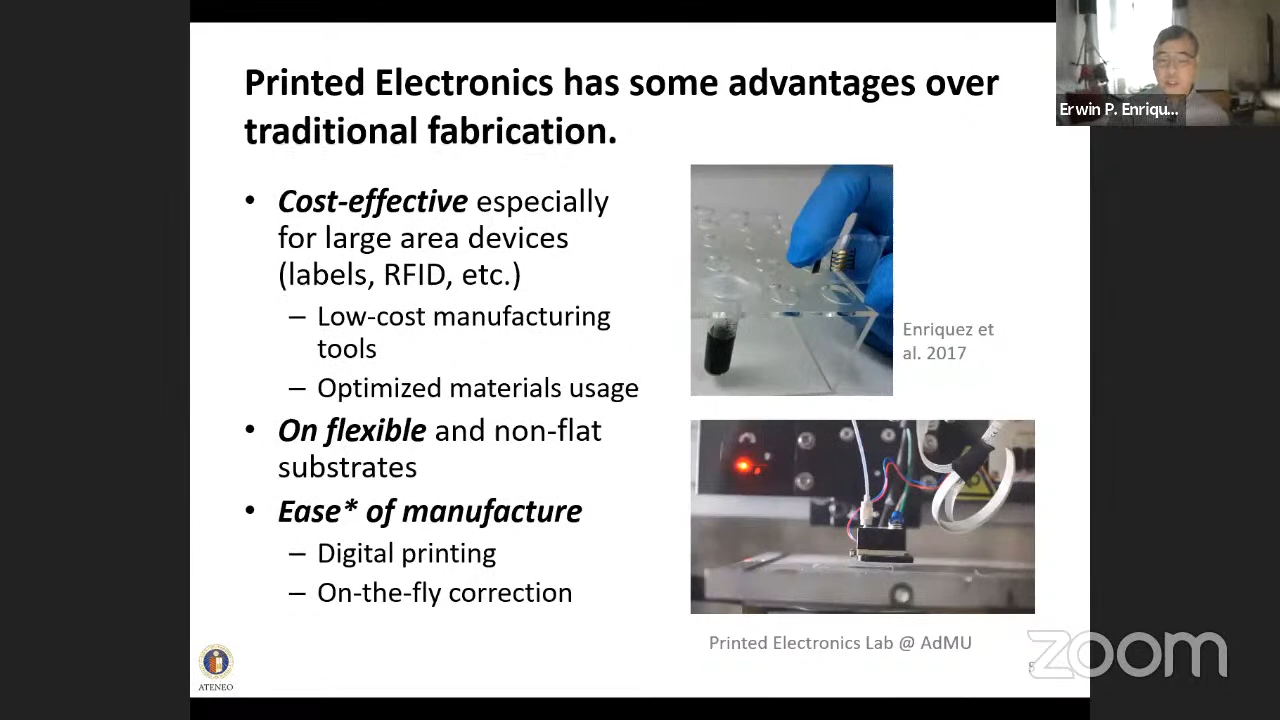 Printed Electronics has some advantages over
traditional fabrication.
• Cost-effective especially
for large area devices
(labels, RFID, etc.)
– Low-cost manufacturing
tools
– Optimized materials usage
• On flexible and non-flat
substrates
• Ease* of manufacture
– Digital printing
– On-the-fly correction
Enriquez et
al. 2017
Printed Electronics Lab @ AdMU
ATENEO
Erwin P. Enriqu...
zoom